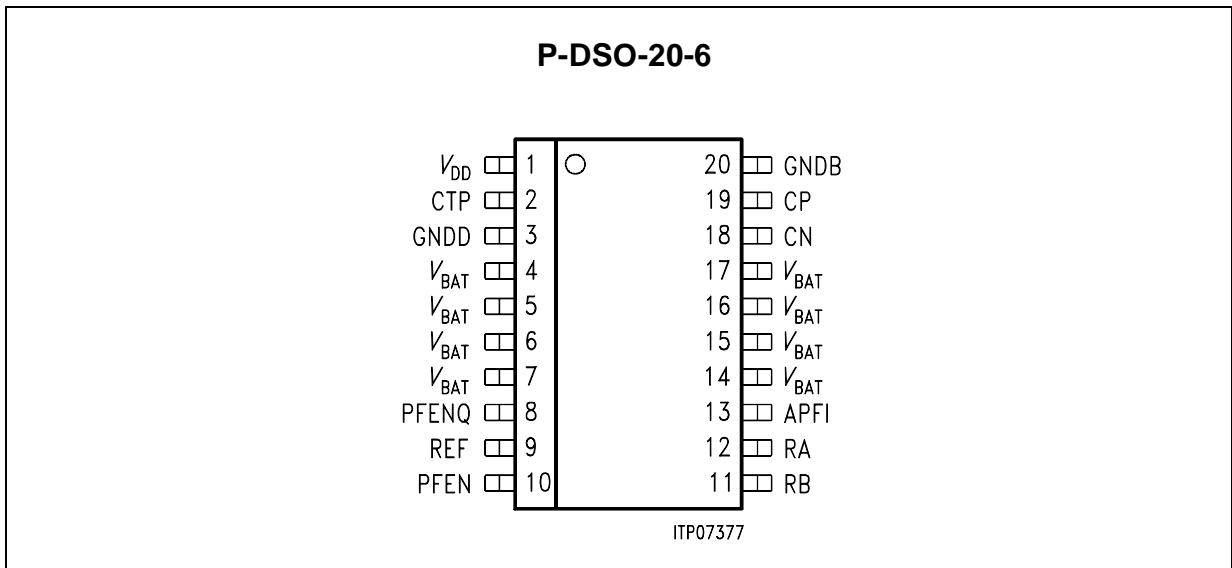 P-DSO-20-6
VDD 1 20 GNDB
CTP 2 19 CP
GNDD 3 18 CN
VBAT 4 17 VBAT
VBAT 5 16 VBAT
VBAT 6 15 VBAT
VBAT 7 14 VBAT
PFENQ 8 13 APFI
REF 9 12 RA
PFEN 10 11 RB
ITP07377